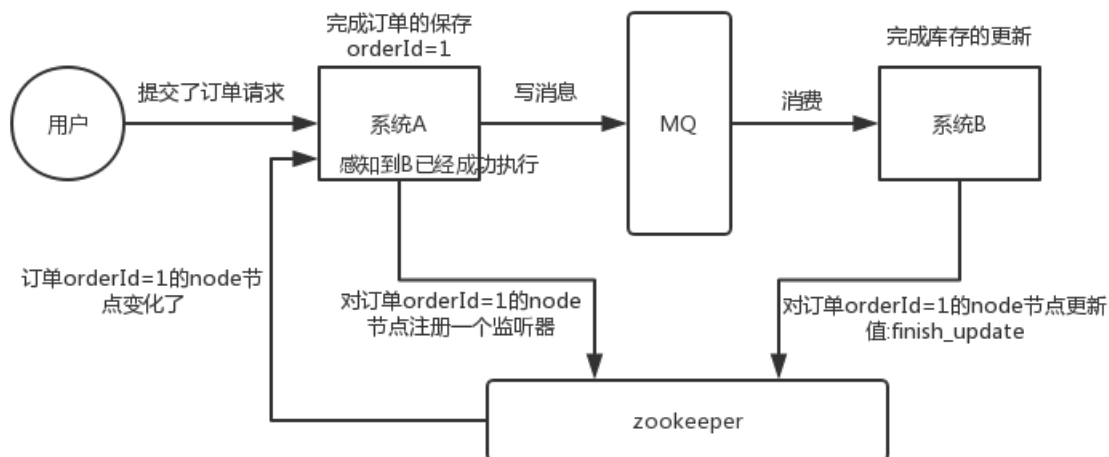 完成订单的保存
orderId=1
完成库存的更新
提交了订单请求
写消息
消费
用户
系统A
MQ
系统B
感知到B已经成功执行
订单orderId=1的node节
点变化了
对订单orderId=1的node
节点注册一个监听器
对订单orderId=1的node节点更新
值:finish_update
zookeeper